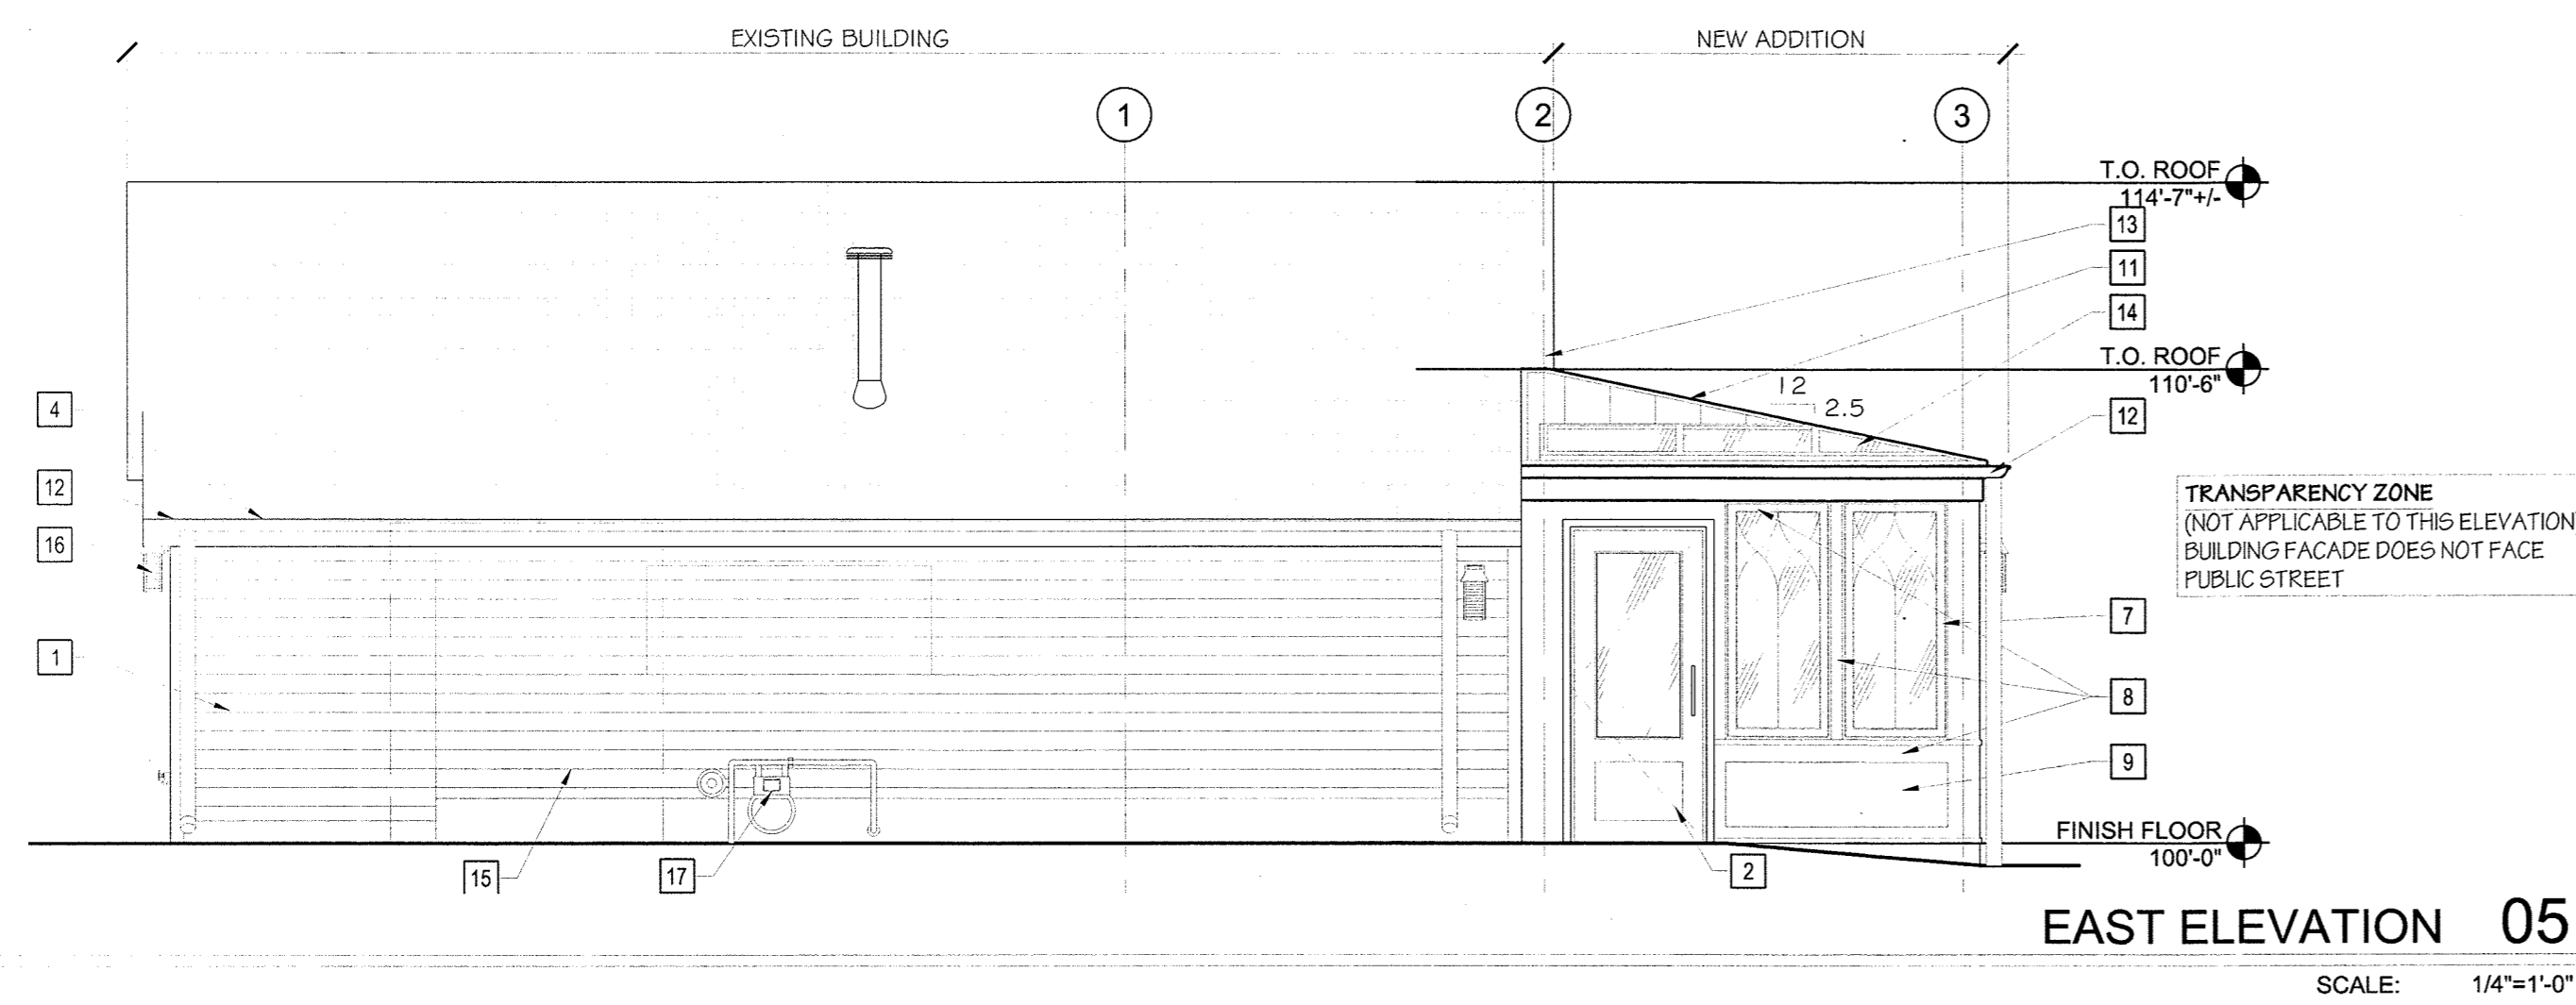 EXISTING BUILDING
NEW ADDITION
1
2
3
T.O. ROOF
114'-7"+/-
13
11
14
T.O. ROOF
110'-6"
12
2.5
12
4
12
16
1
TRANSPARENCY ZONE
(NOT APPLICABLE TO THIS ELEVATION)
BUILDING FACADE DOES NOT FACE
PUBLIC STREET
7
8
9
FINISH FLOOR
100'-0"
15
17
2
EAST ELEVATION 05
SCALE: 1/4"=1'-0"